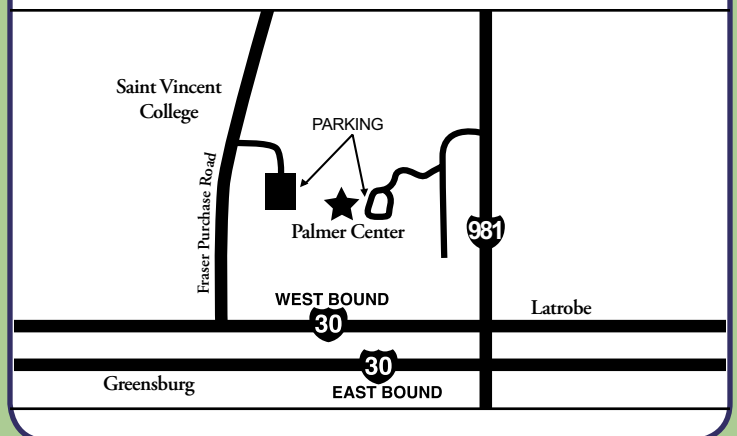 Saint Vincent
College
PARKING
Fraser Purchase Road
Palmer Center
981
WEST BOUND
30
Latrobe
30
Greensburg
EAST BOUND